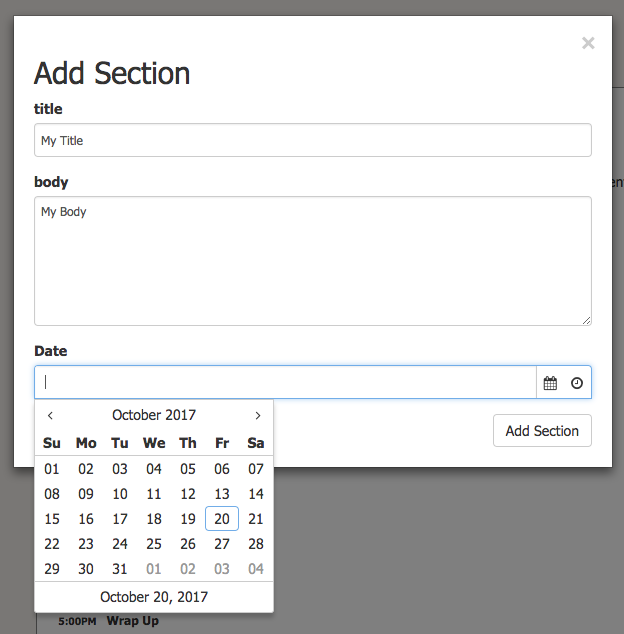 ×
Add Section
title
My Title
body
My Body
Date
October 2017
Su Mo Tu We Th Fr Sa
01 02 03 04 05 06 07
08 09 10 11 12 13 14
15 16 17 18 19 20 21
22 23 24 25 26 27 28
29 30 31 01 02 03 04
October 20, 2017
Add Section
5:00PM Wrap Up